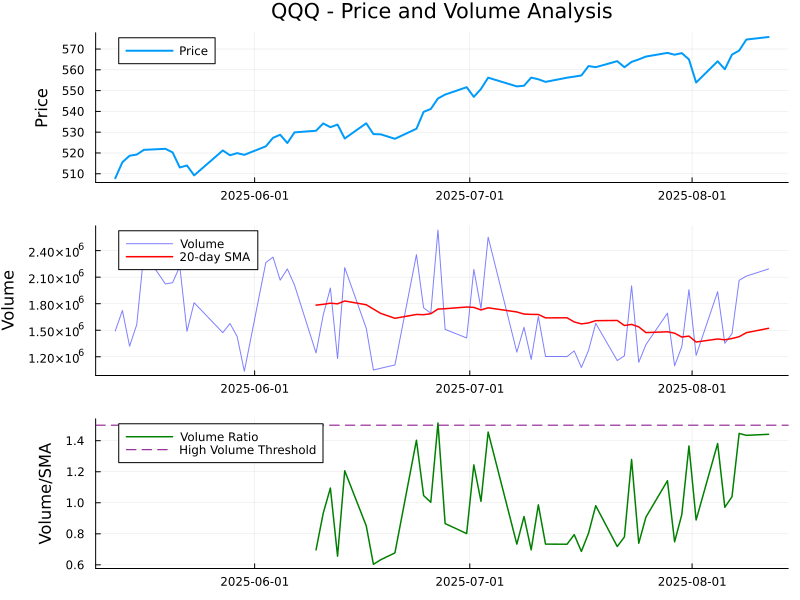 QQQ - Price and Volume Analysis
Price
Price
570
560
550
540
530
520
510
2025-06-01 2025-07-01 2025-08-01
Volume
Volume
20-day SMA
2.40×10⁶
2.10×10⁶
1.80×10⁶
1.50×10⁶
1.20×10⁶
2025-06-01 2025-07-01 2025-08-01
Volume/SMA
Volume Ratio
High Volume Threshold
1.4
1.2
1.0
0.8
0.6
2025-06-01 2025-07-01 2025-08-01